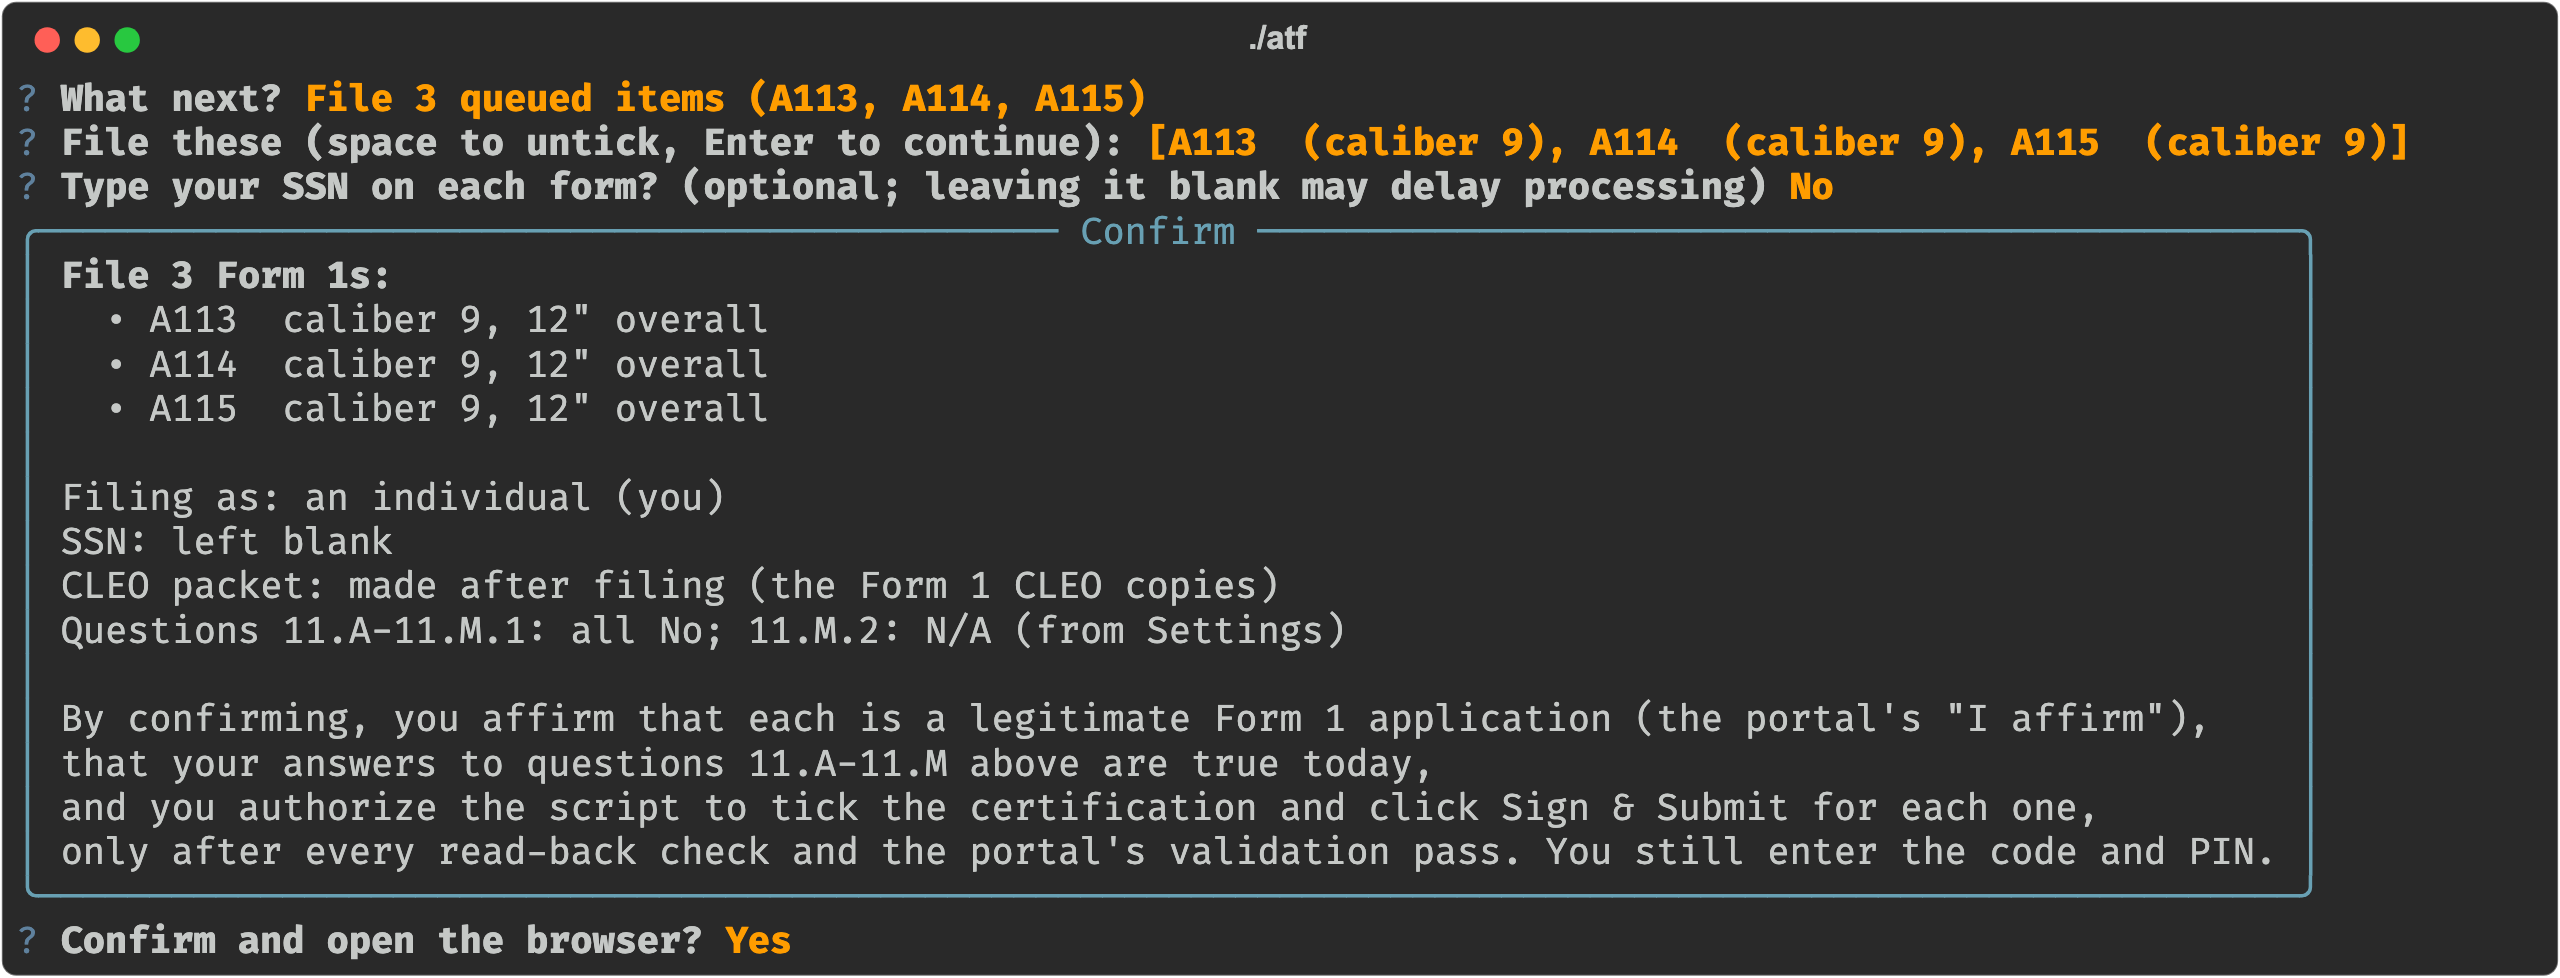 ./atf
? What next? File 3 queued items (A113, A114, A115)
? File these (space to untick, Enter to continue): [A113  (caliber 9), A114  (caliber 9), A115  (caliber 9)]
? Type your SSN on each form? (optional; leaving it blank may delay processing) No
Confirm
File 3 Form 1s:
• A113  caliber 9, 12" overall
• A114  caliber 9, 12" overall
• A115  caliber 9, 12" overall
Filing as: an individual (you)
SSN: left blank
CLEO packet: made after filing (the Form 1 CLEO copies)
Questions 11.A-11.M.1: all No; 11.M.2: N/A (from Settings)
By confirming, you affirm that each is a legitimate Form 1 application (the portal's "I affirm"),
that your answers to questions 11.A-11.M above are true today,
and you authorize the script to tick the certification and click Sign & Submit for each one,
only after every read-back check and the portal's validation pass. You still enter the code and PIN.
? Confirm and open the browser? Yes